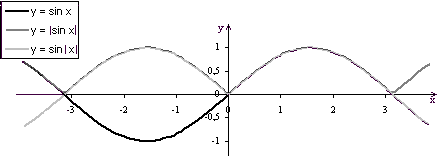 y = sin x
y = |sin x|
y = sin|x|
y
1
0,5
-3 -2 -1 0 1 2 3 x
-0,5
-1